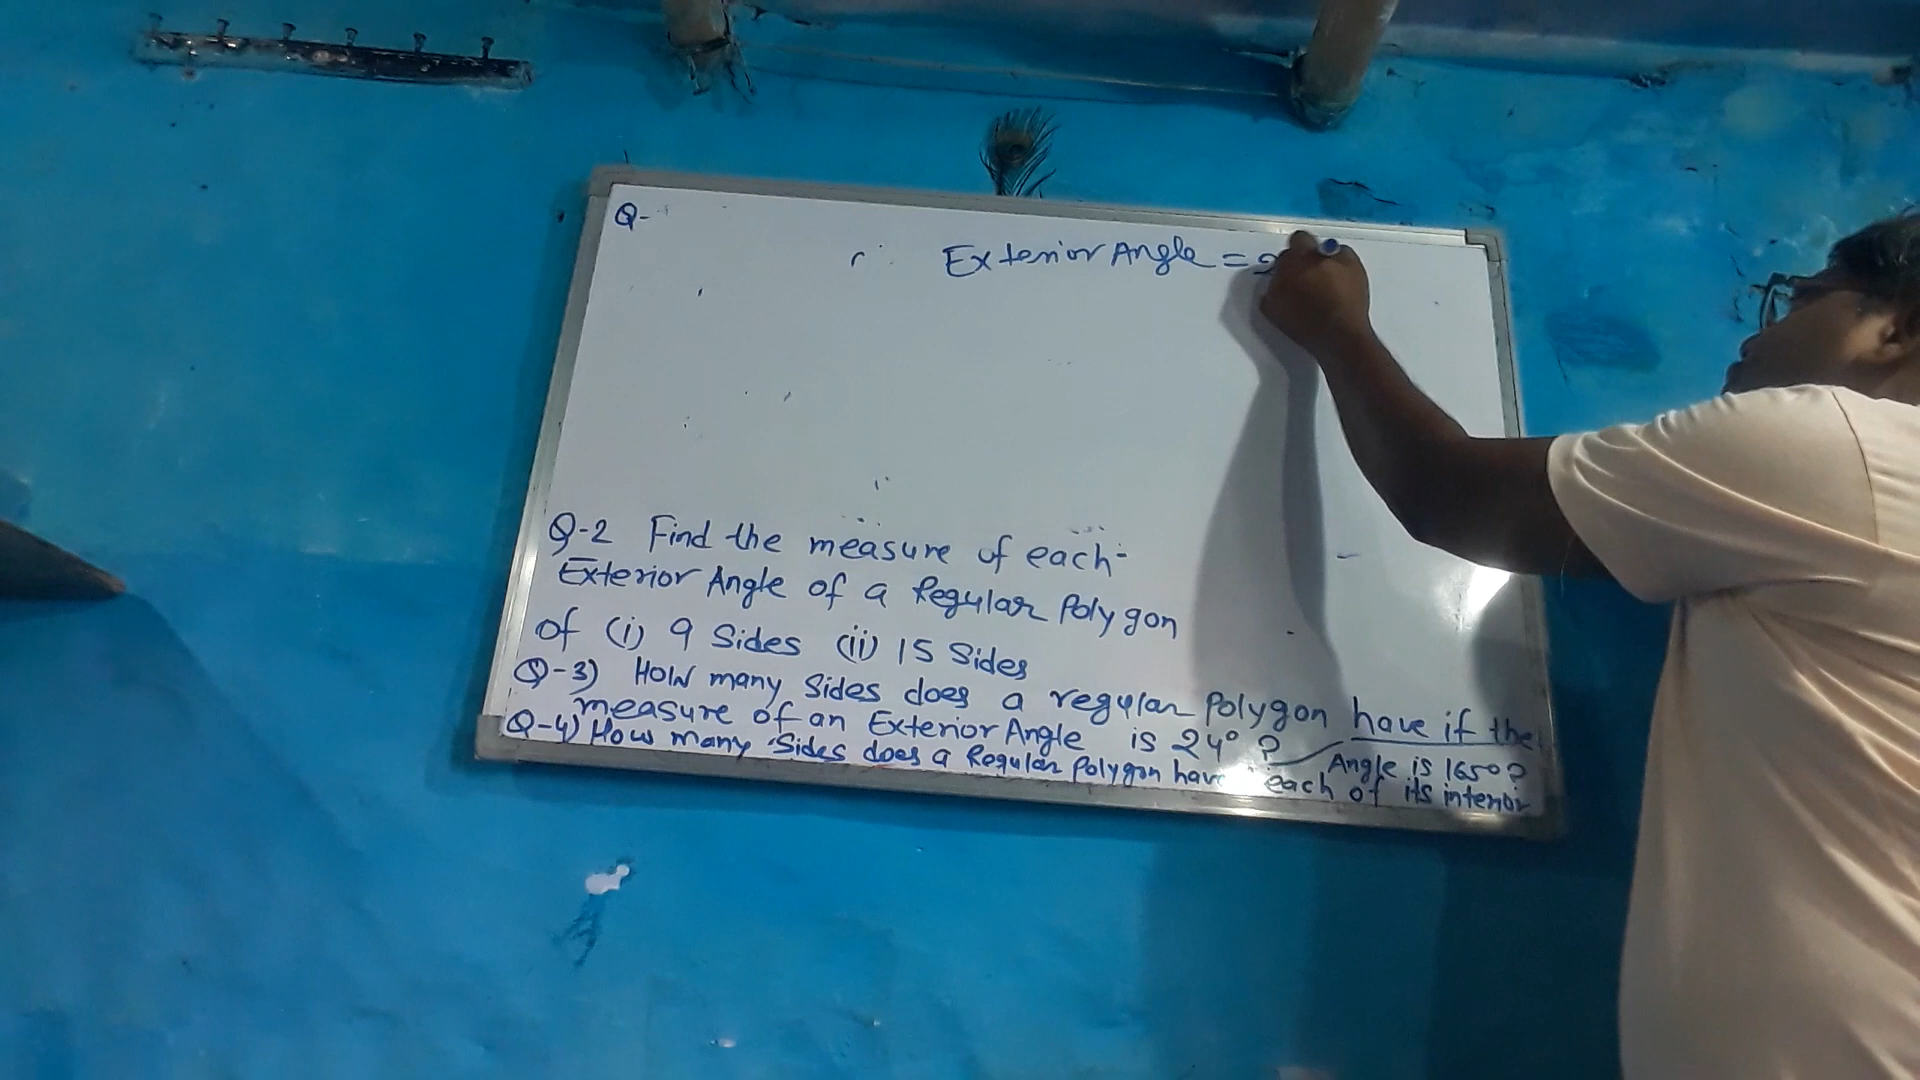 Q-
Exterior Angle = 2
Q-2 Find the measure of each-
Exterior Angle of a Regular Polygon
of (i) 9 Sides (ii) 15 Sides
Q-3) How many Sides does a regular Polygon have if the
measure of an Exterior Angle is 24° ?
Angle is 165° ?
Q-4) How many Sides does a Regular Polygon have each of its interior